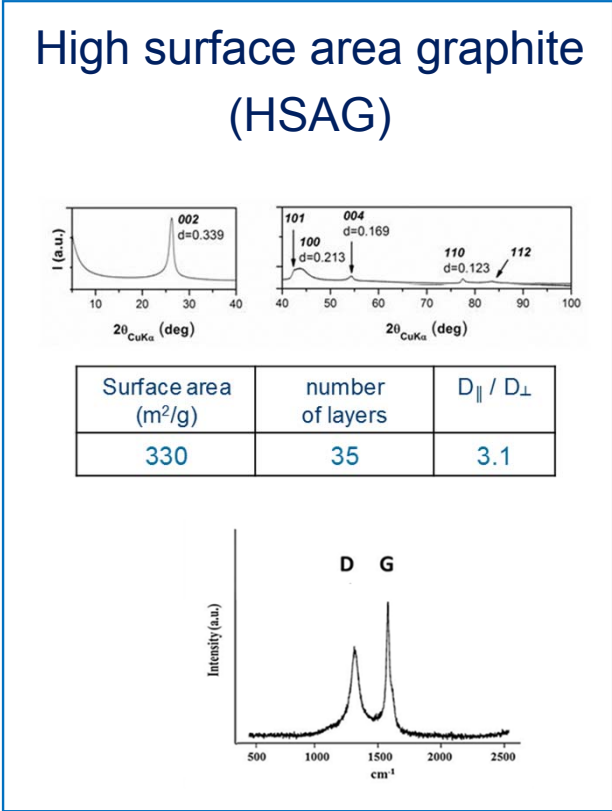 High surface area graphite
(HSAG)
002
d=0.339
I (a.u.)
10 20 30 40
2θCuKα (deg)
101
004
100
d=0.169
d=0.213
110
112
d=0.123
40 50 60 70 80 90 100
2θCuKα (deg)
Surface area
(m²/g)
number
of layers
D∥ / D⊥
330
35
3.1
D G
Intensity (a.u.)
500 1000 1500 2000 2500
cm⁻¹